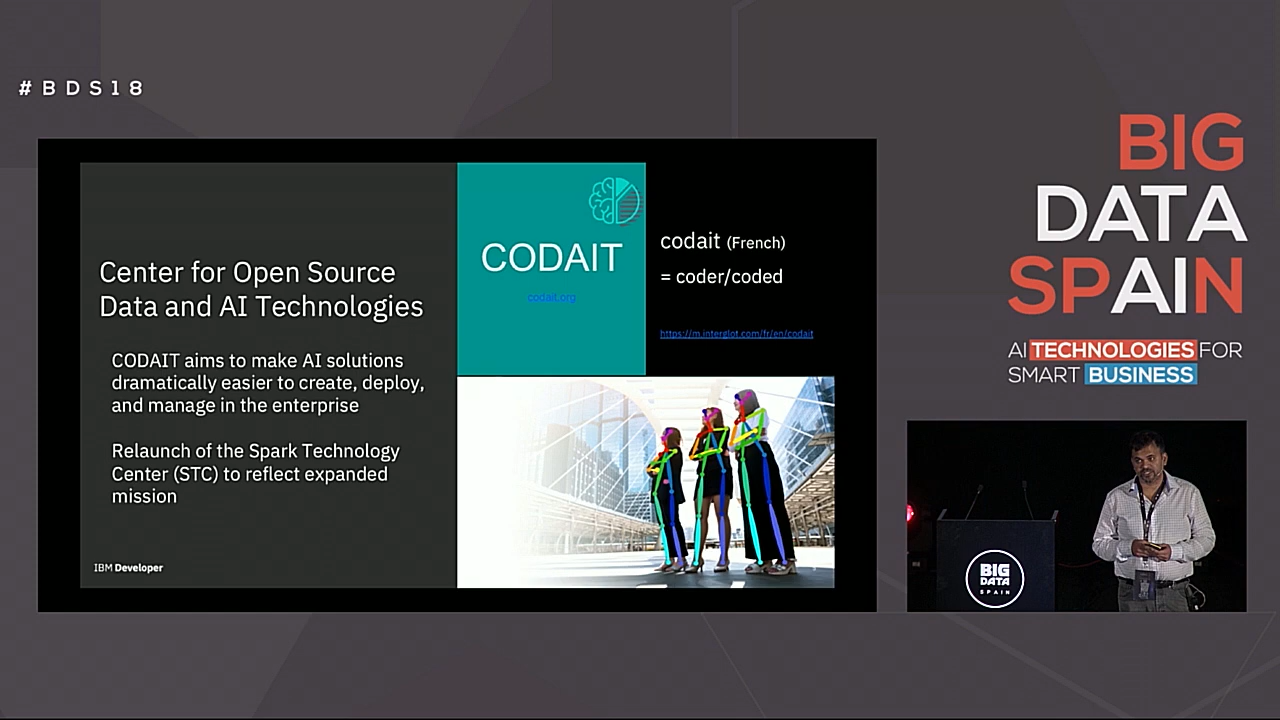 #BDS18
Center for Open Source
Data and AI Technologies
CODAIT aims to make AI solutions
dramatically easier to create, deploy,
and manage in the enterprise
Relaunch of the Spark Technology
Center (STC) to reflect expanded
mission
IBM Developer
CODAIT
codait.org
codait (French)
= coder/coded
https://m.interglot.com/fr/en/codait
BIG
DATA
SPAIN
AI TECHNOLOGIES FOR
SMART BUSINESS
BIG
DATA
SPAIN